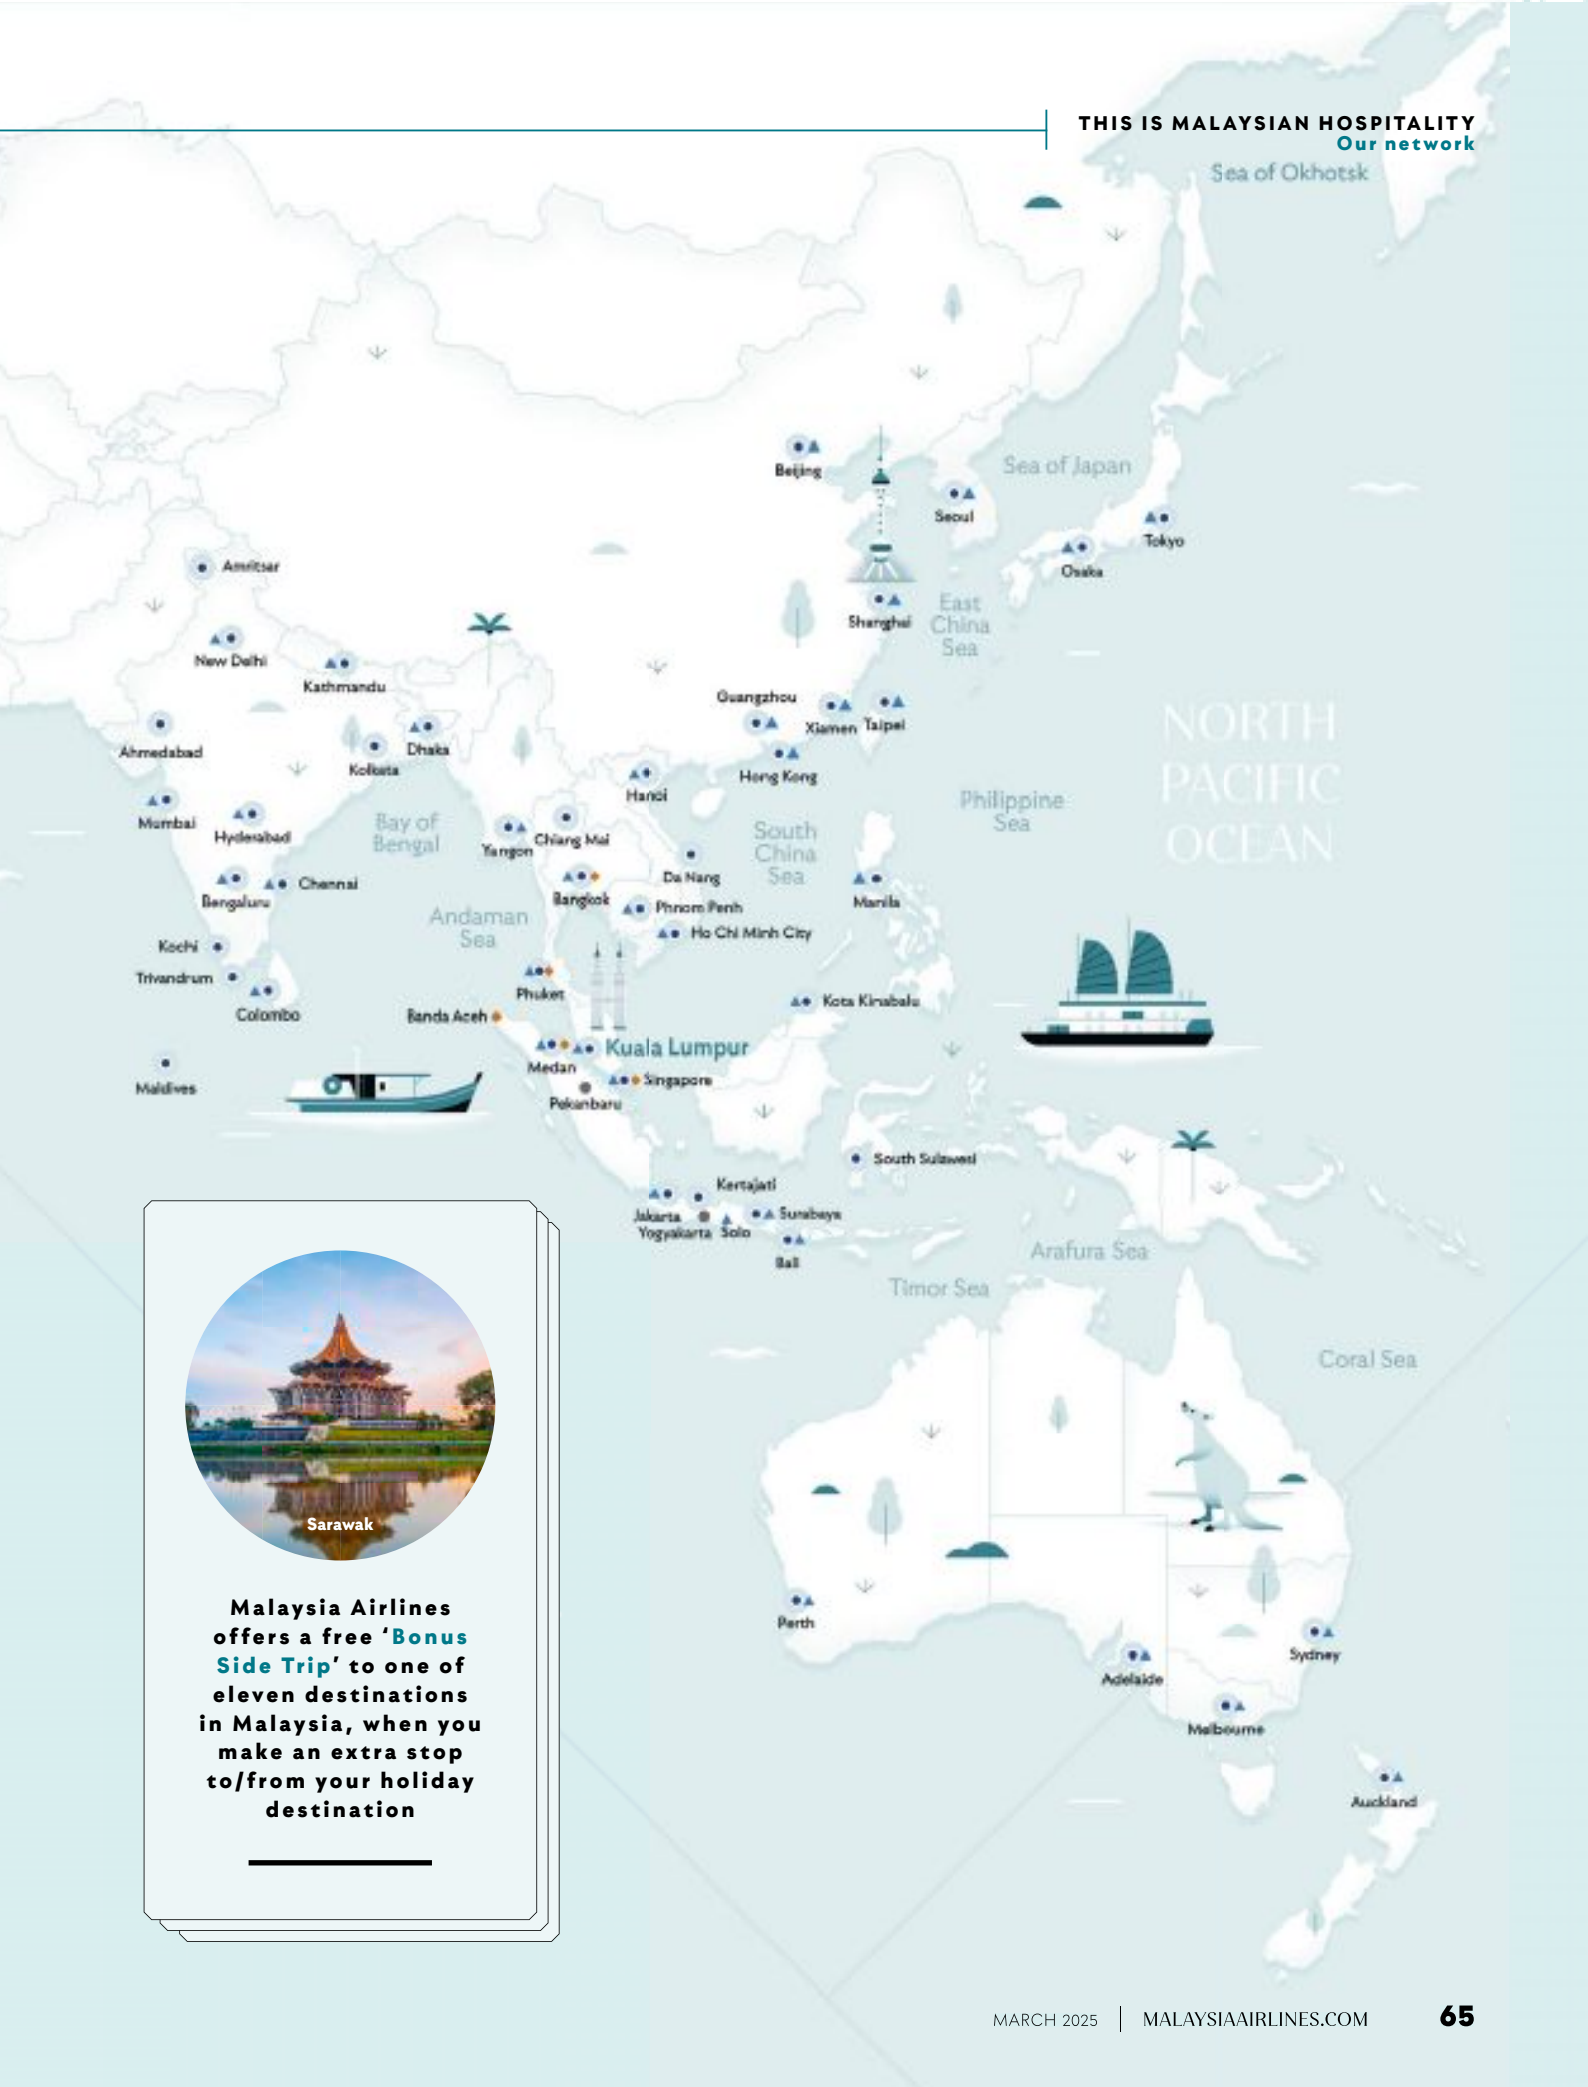 THIS IS MALAYSIAN HOSPITALITY
Our network
Sea of Okhotsk
Beijing
Sea of Japan
Seoul
Tokyo
Osaka
Amritsar
Shanghai
East
China
Sea
New Delhi
Kathmandu
Guangzhou
Xiamen
Taipei
NORTH
PACIFIC
OCEAN
Ahmedabad
Kolkata
Dhaka
Hong Kong
Hanoi
Philippine
Sea
Mumbai
Hyderabad
Bay of
Bengal
Yangon
Chiang Mai
South
China
Sea
Da Nang
Bengaluru
Chennai
Bangkok
Phnom Penh
Manila
Andaman
Sea
Ho Chi Minh City
Kochi
Trivandrum
Colombo
Phuket
Banda Aceh
Kota Kinabalu
Kuala Lumpur
Medan
Singapore
Maldives
Pekanbaru
South Sulawesi
Kertajati
Jakarta
Surabaya
Yogyakarta
Solo
Bali
Arafura Sea
Timor Sea
Coral Sea
Sarawak
Malaysia Airlines
offers a free ‘Bonus
Side Trip’ to one of
eleven destinations
in Malaysia, when you
make an extra stop
to/from your holiday
destination
Perth
Sydney
Adelaide
Melbourne
Auckland
MARCH 2025
MALAYSIAAIRLINES.COM
65